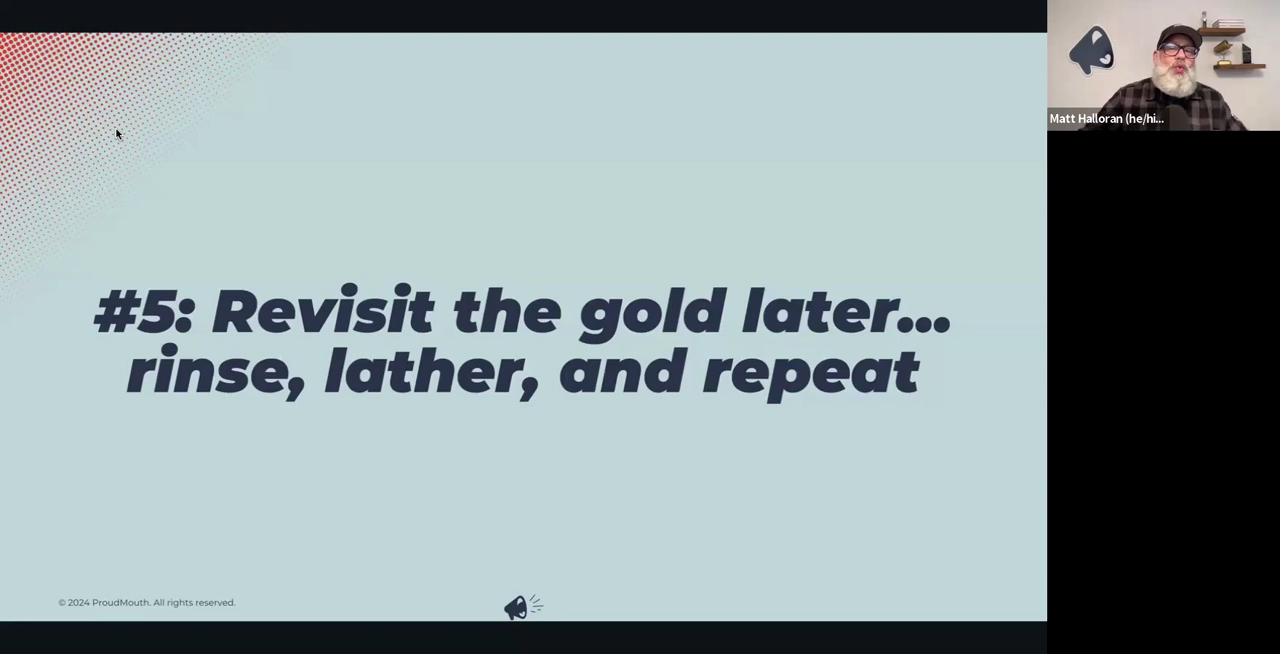 #5: Revisit the gold later...
rinse, lather, and repeat
© 2024 ProudMouth. All rights reserved.
Matt Halloran (he/hi...